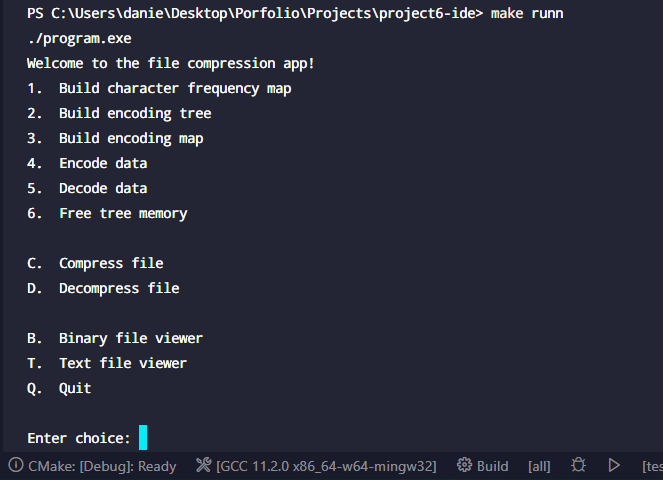 PS C:\Users\danie\Desktop\Porfolio\Projects\project6-ide> make runn
./program.exe
Welcome to the file compression app!
1.  Build character frequency map
2.  Build encoding tree
3.  Build encoding map
4.  Encode data
5.  Decode data
6.  Free tree memory
C.  Compress file
D.  Decompress file
B.  Binary file viewer
T.  Text file viewer
Q.  Quit
Enter choice:
CMake: [Debug]: Ready [GCC 11.2.0 x86_64-w64-mingw32] Build [all]